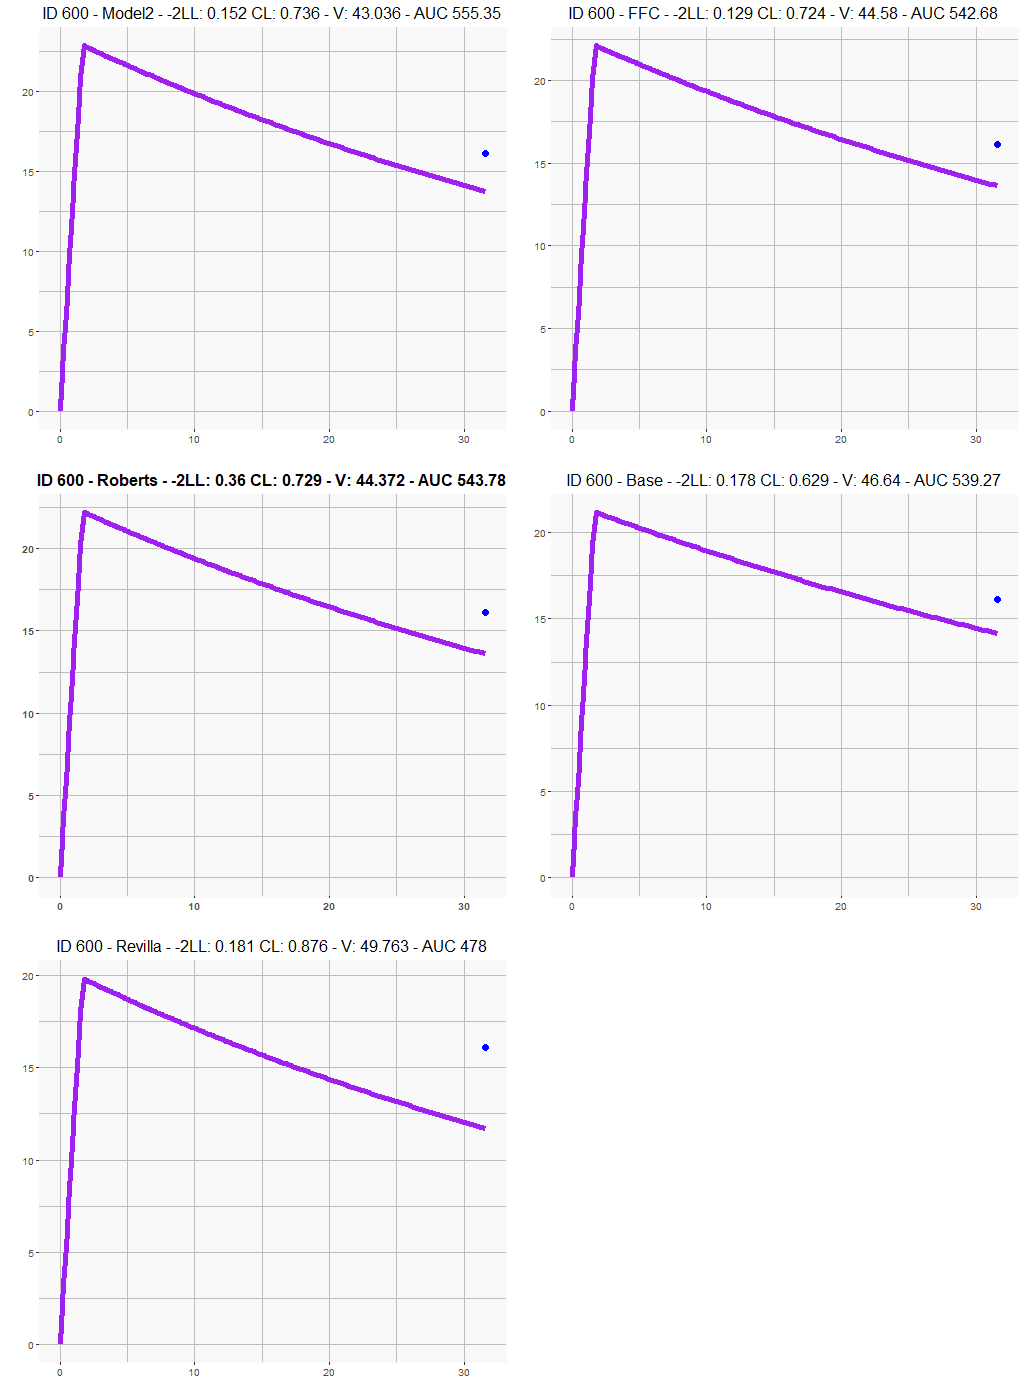 ID 600 - Model2 - -2LL: 0.152 CL: 0.736 - V: 43.036 - AUC 555.35
20
15
10
5
0
0 10 20 30
ID 600 - FFC - -2LL: 0.129 CL: 0.724 - V: 44.58 - AUC 542.68
20
15
10
5
0
0 10 20 30
ID 600 - Roberts - -2LL: 0.36 CL: 0.729 - V: 44.372 - AUC 543.78
20
15
10
5
0
0 10 20 30
ID 600 - Base - -2LL: 0.178 CL: 0.629 - V: 46.64 - AUC 539.27
20
15
10
5
0
0 10 20 30
ID 600 - Revilla - -2LL: 0.181 CL: 0.876 - V: 49.763 - AUC 478
20
15
10
5
0
0 10 20 30